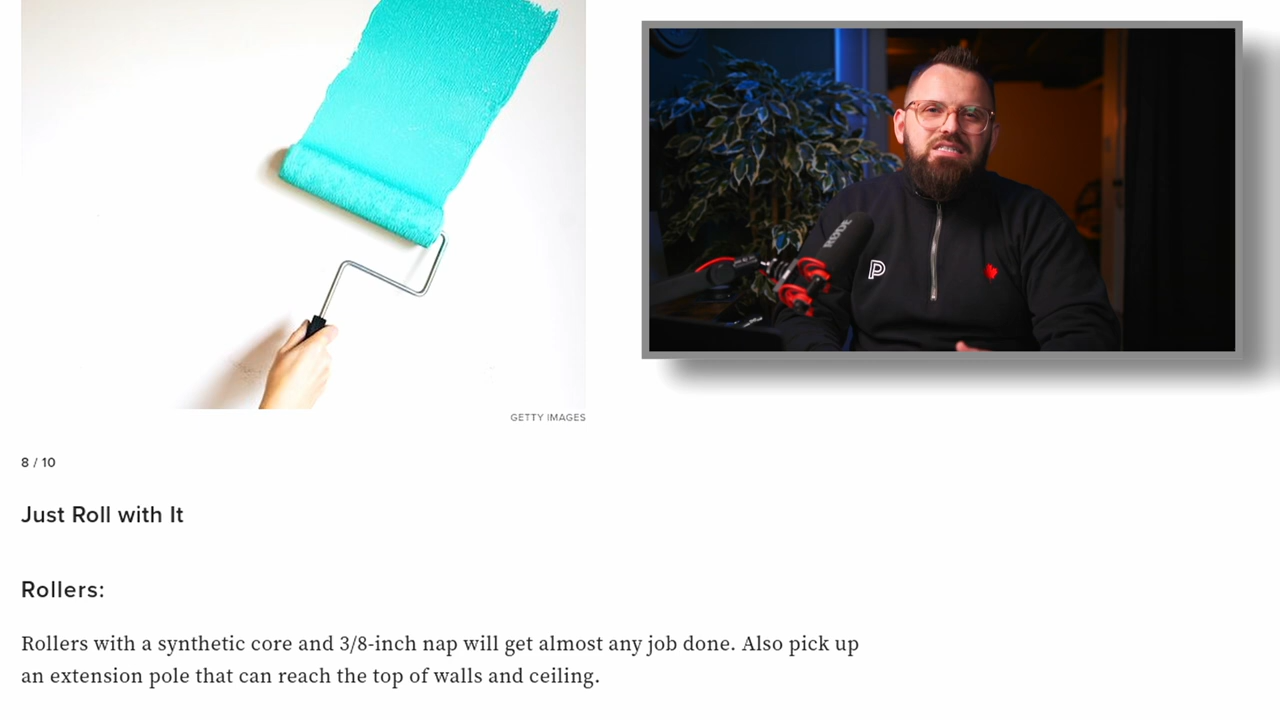 RODE
P
GETTY IMAGES
8 / 10
Just Roll with It
Rollers:
Rollers with a synthetic core and 3/8-inch nap will get almost any job done. Also pick up
an extension pole that can reach the top of walls and ceiling.